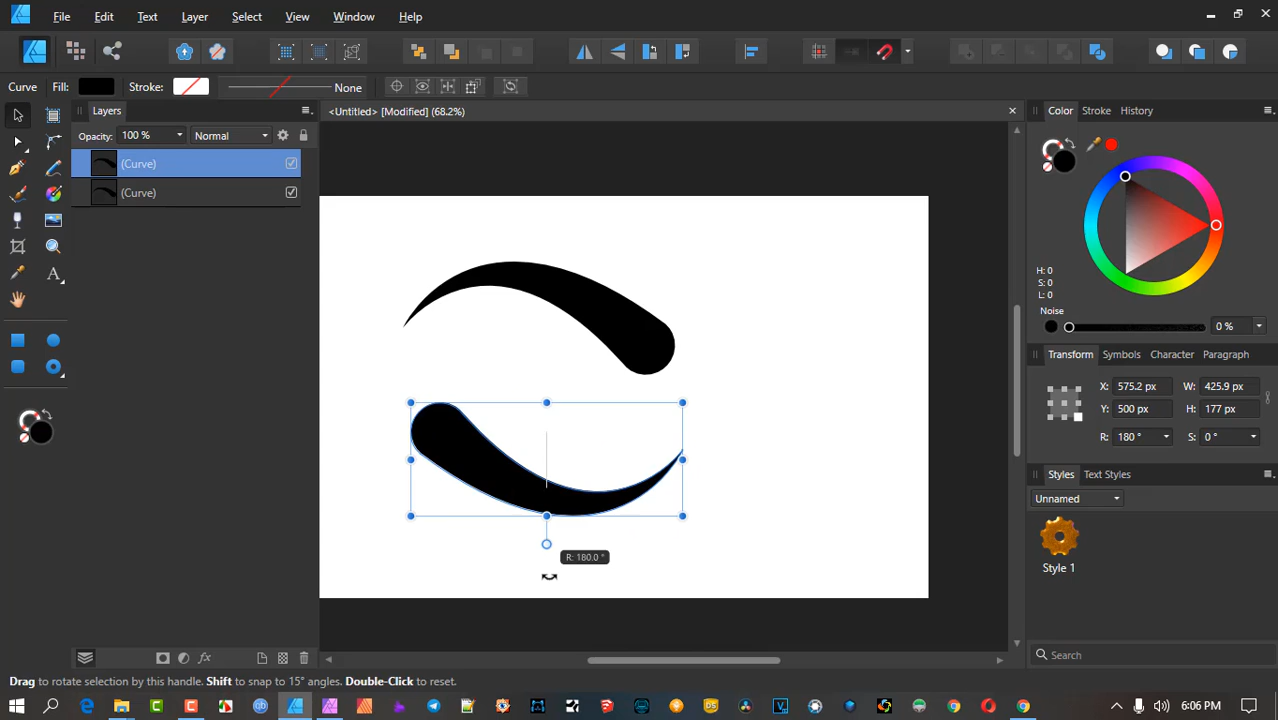 File Edit Text Layer Select View Window Help
Curve Fill: Stroke: None
Layers
<Untitled> [Modified] (68.2%)
Opacity: 100 % Normal
(Curve)
(Curve)
R: 180.0 °
Color Stroke History
H: 0
S: 0
L: 0
Noise
0 %
Transform Symbols Character Paragraph
X: 575.2 px W: 425.9 px
Y: 500 px H: 177 px
R: 180 ° S: 0 °
Styles Text Styles
Unnamed
Style 1
Search
Drag to rotate selection by this handle. Shift to snap to 15° angles. Double-Click to reset.
6:06 PM